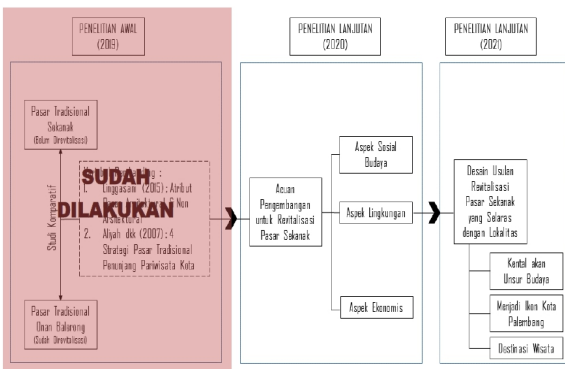 PENELITIAN AWAL
(2019)
Pasar Tradisional
Sekanak
(Belum Direvitalisasi)
Studi Komparatif
SUDAH
DILAKUKAN
1. Linggasani (2015): Atribut
2. Aliyah dkk (2007): 4
Strategi Pasar Tradisional
Penunjang Pariwisata Kota
Pasar Tradisional
Onan Balerong
(Sudah Direvitalisasi)
PENELITIAN LANJUTAN
(2020)
Acuan
Pengembangan
untuk Revitalisasi
Pasar Sekanak
Aspek Sosial
Budaya
Aspek Lingkungan
Aspek Ekonomis
PENELITIAN LANJUTAN
(2021)
Desain Usulan
Revitalisasi
Pasar Sekanak
yang Selaras
dengan Lokalitas
Kental akan
Unsur Budaya
Menjadi Ikon Kota
Palembang
Destinasi Wisata